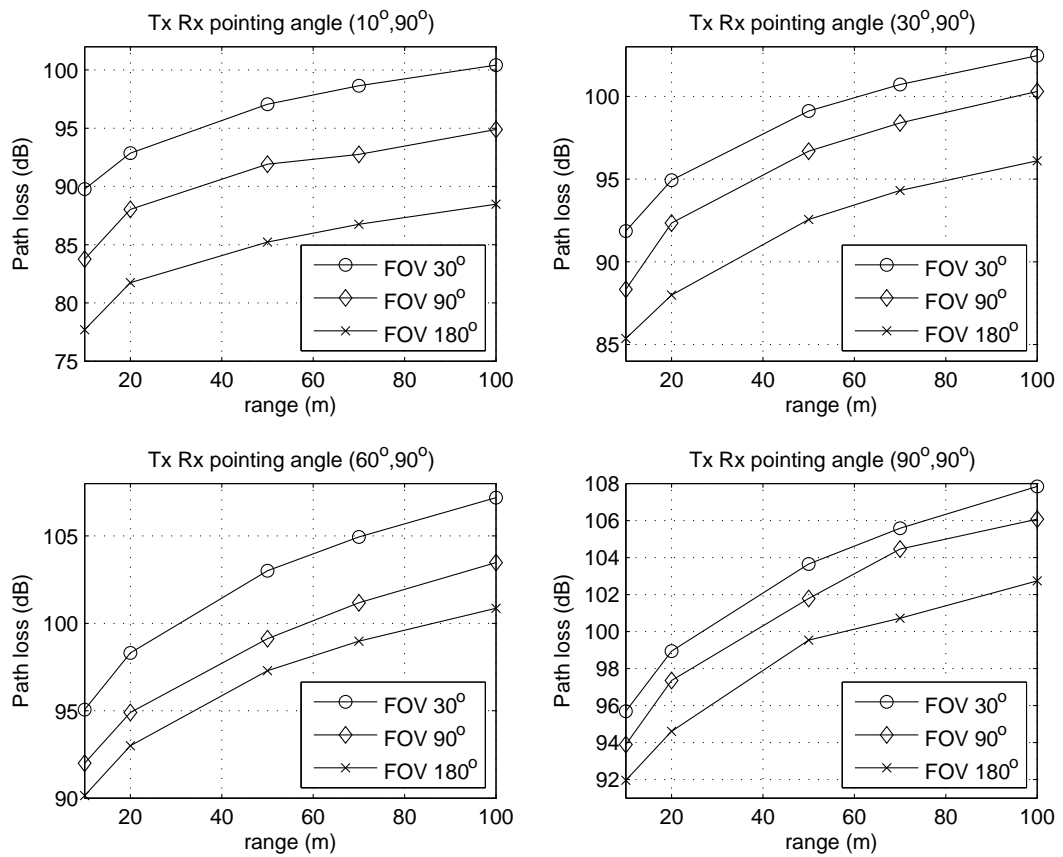 Tx Rx pointing angle (10°,90°)
100
95
90
85
80
75
Path loss (dB)
FOV 30°
FOV 90°
FOV 180°
20 40 60 80 100
range (m)
Tx Rx pointing angle (30°,90°)
100
95
90
85
Path loss (dB)
FOV 30°
FOV 90°
FOV 180°
20 40 60 80 100
range (m)
Tx Rx pointing angle (60°,90°)
105
100
95
90
Path loss (dB)
FOV 30°
FOV 90°
FOV 180°
20 40 60 80 100
range (m)
Tx Rx pointing angle (90°,90°)
108
106
104
102
100
98
96
94
92
Path loss (dB)
FOV 30°
FOV 90°
FOV 180°
20 40 60 80 100
range (m)